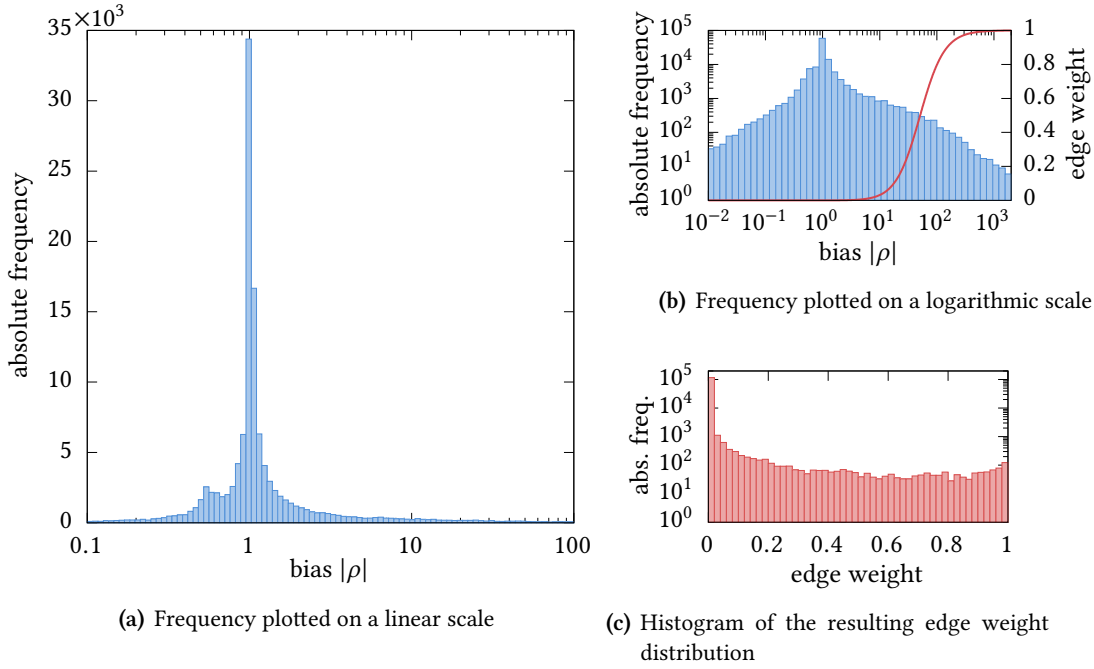 35×10³
30
25
20
15
10
5
0
absolute frequency
0.1 1 10 100
bias |ρ|
(a) Frequency plotted on a linear scale
10⁵
10⁴
10³
10²
10¹
10⁰
absolute frequency
1
0.8
0.6
0.4
0.2
0
edge weight
10⁻² 10⁻¹ 10⁰ 10¹ 10² 10³
bias |ρ|
(b) Frequency plotted on a logarithmic scale
10⁵
10⁴
10³
10²
10¹
10⁰
abs. freq.
0 0.2 0.4 0.6 0.8 1
edge weight
(c) Histogram of the resulting edge weight
distribution